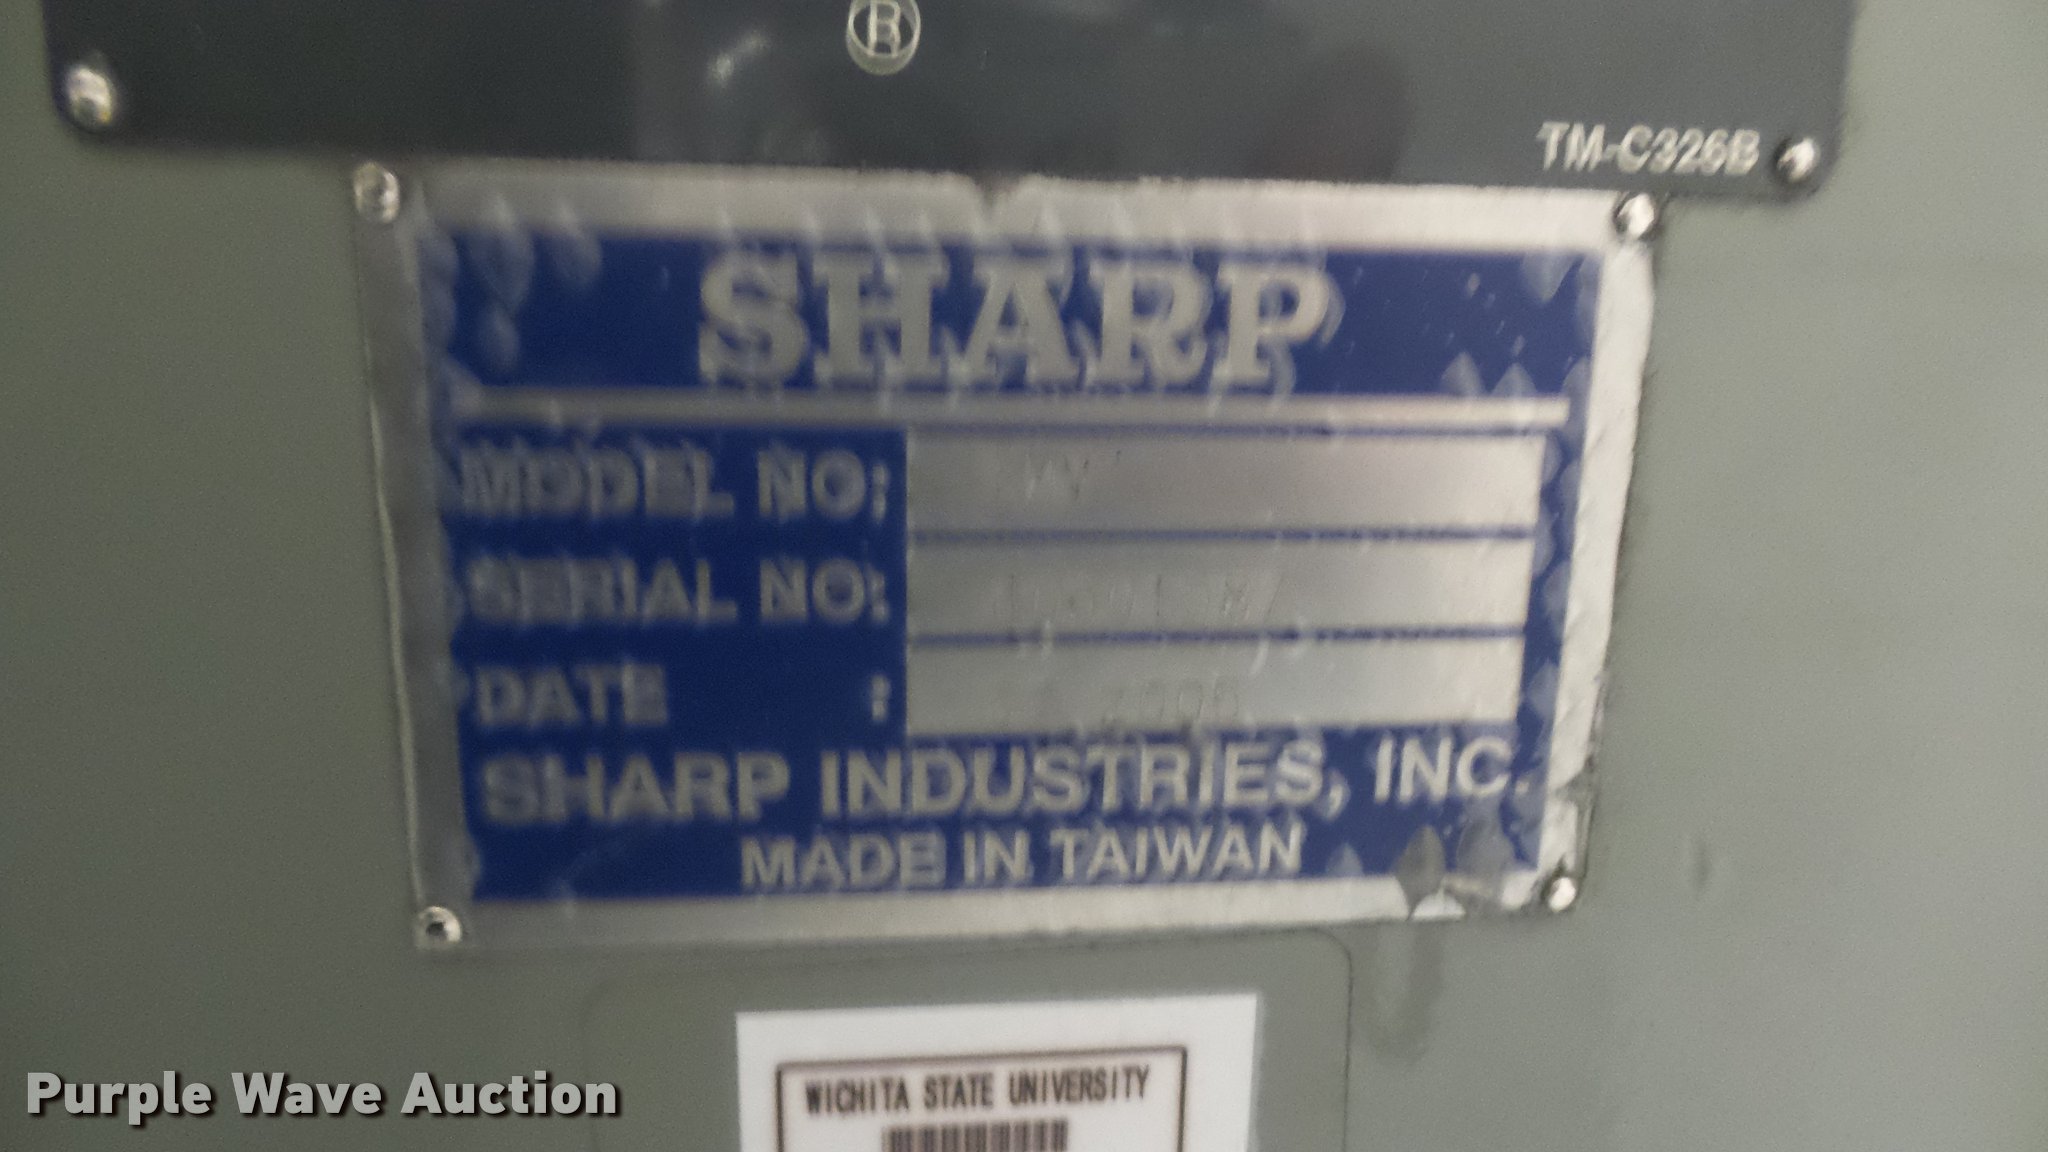 R
TM-C326B
SHARP
MODEL NO:
SERIAL NO:
DATE :
SHARP INDUSTRIES, INC.
MADE IN TAIWAN
WICHITA STATE UNIVERSITY
Purple Wave Auction